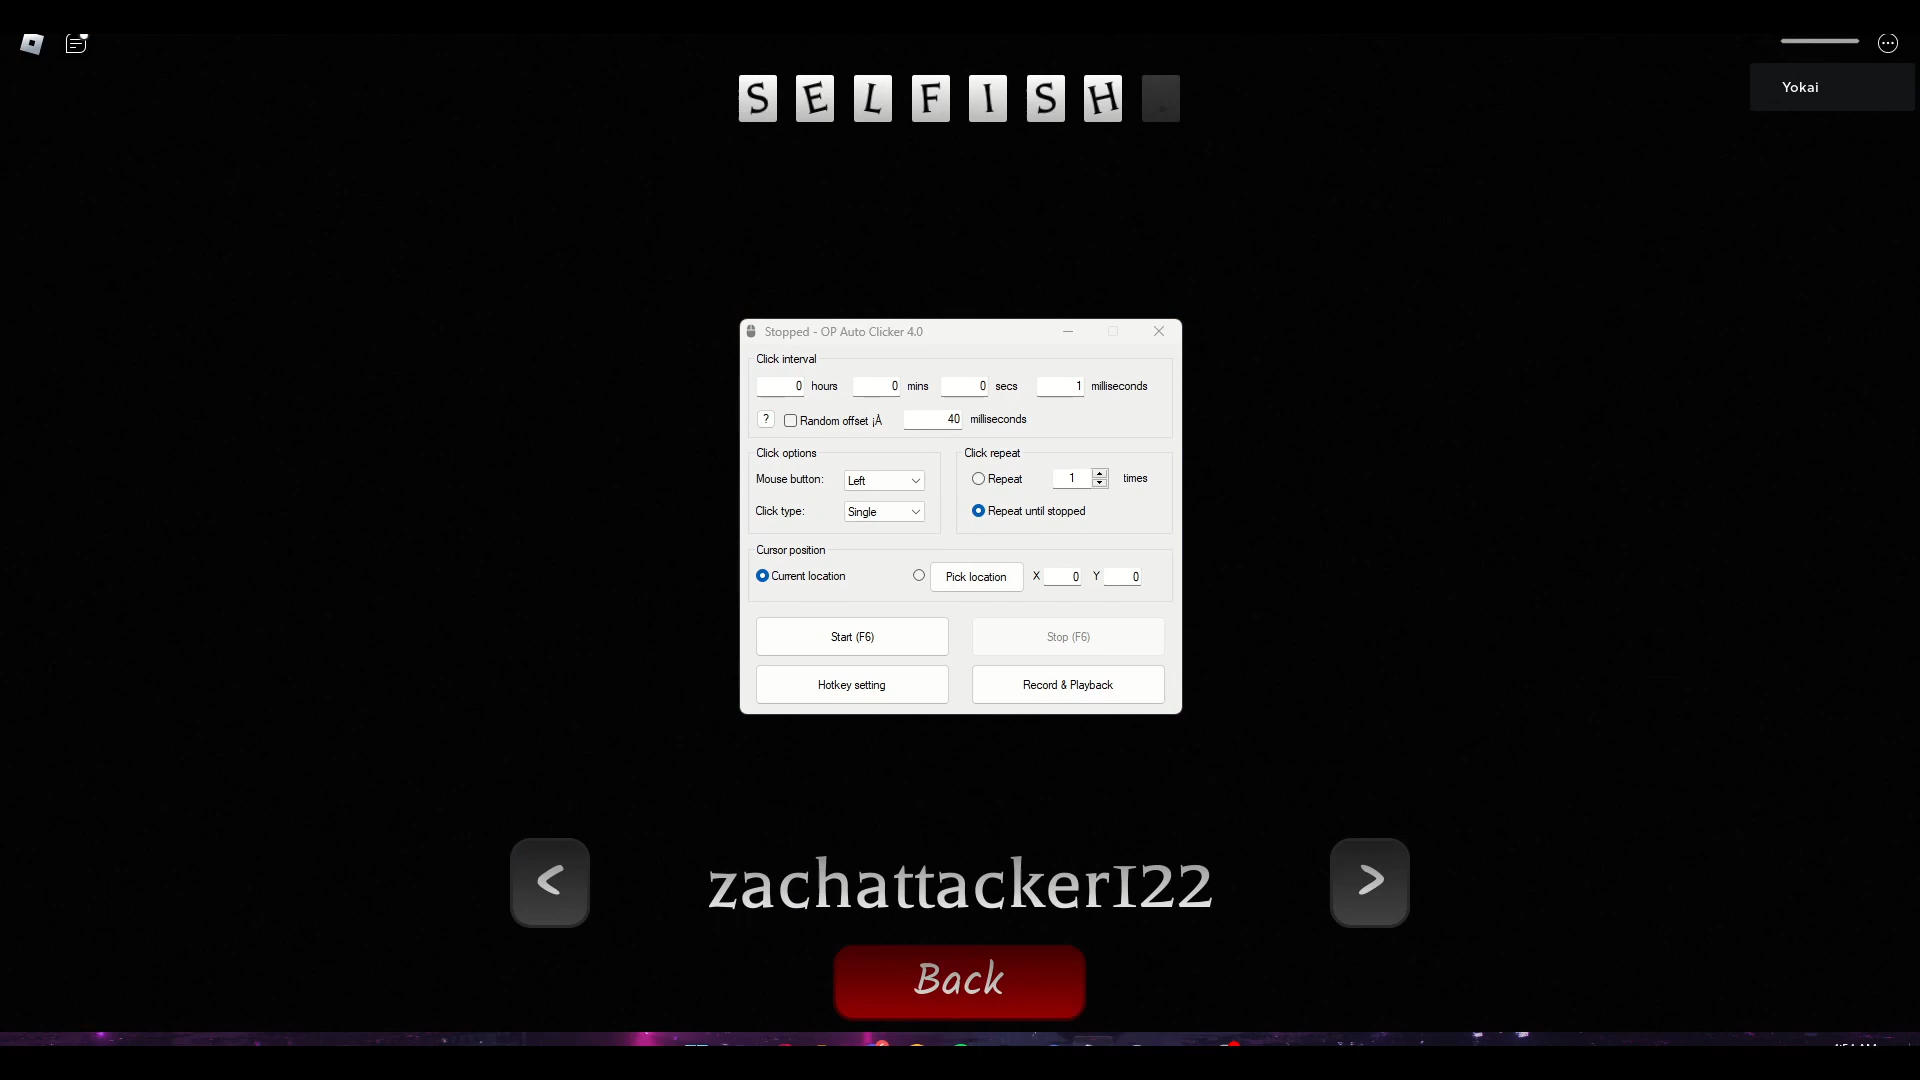 SELFISH
Yokai
Stopped - OP Auto Clicker 4.0
Click interval
0 hours 0 mins 0 secs 1 milliseconds
? Random offset ¡À 40 milliseconds
Click options
Mouse button: Left
Click type: Single
Click repeat
Repeat 1 times
Repeat until stopped
Cursor position
Current location Pick location X 0 Y 0
Start (F6) Stop (F6)
Hotkey setting Record & Playback
< zachattacker122 >
Back